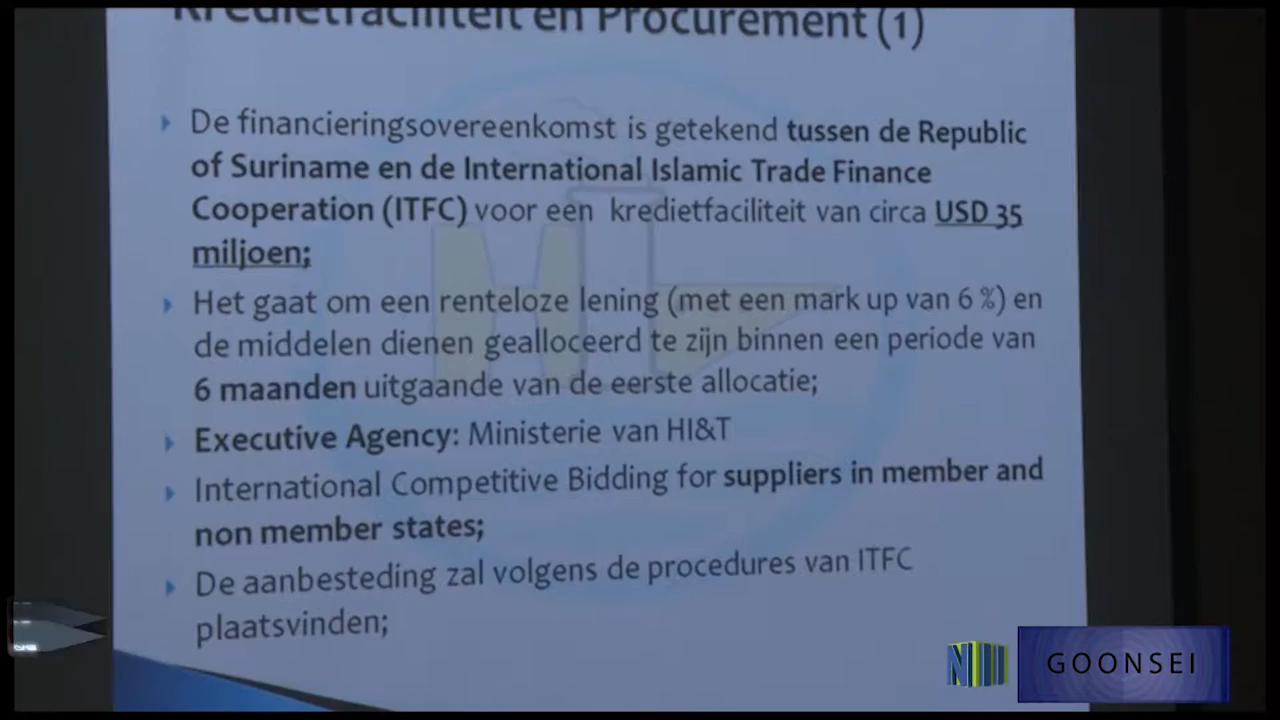 Kredietfaciliteit en Procurement (1)
De financieringsovereenkomst is getekend tussen de Republic
of Suriname en de International Islamic Trade Finance
Cooperation (ITFC) voor een kredietfaciliteit van circa USD 35
miljoen;
Het gaat om een renteloze lening (met een mark up van 6 %) en
de middelen dienen gealloceerd te zijn binnen een periode van
6 maanden uitgaande van de eerste allocatie;
Executive Agency: Ministerie van HI&T
International Competitive Bidding for suppliers in member and
non member states;
De aanbesteding zal volgens de procedures van ITFC
plaatsvinden;
GOONSEI